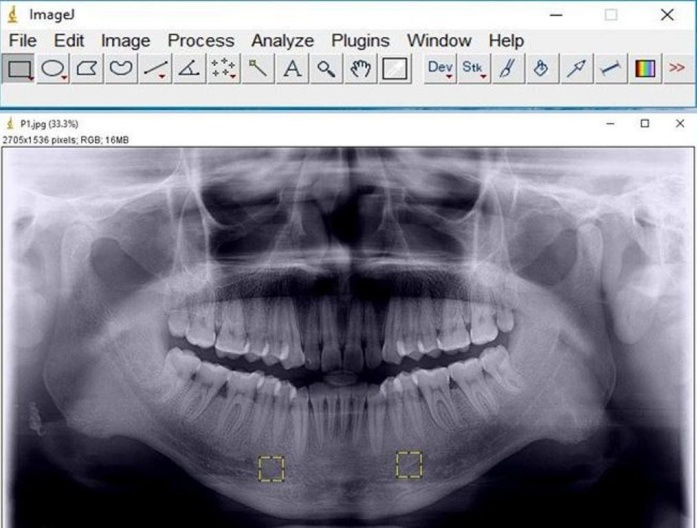 ImageJ
File Edit Image Process Analyze Plugins Window Help
A Dev Stk >>
P1.jpg (33.3%)
2705x1536 pixels; RGB; 16MB